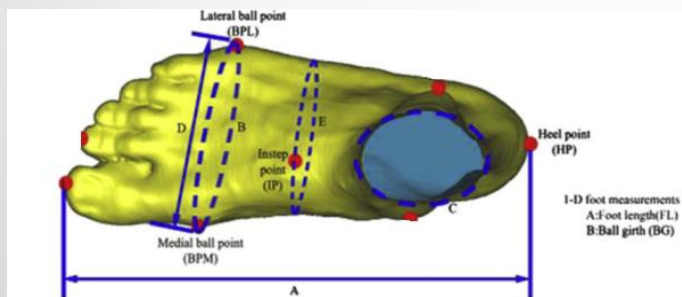 Lateral ball point
(BPL)
D
B
E
Instep
point
(IP)
Heel point
(HP)
C
Medial ball point
(BPM)
1-D foot measurements
A:Foot length(FL)
B:Ball girth (BG)
A